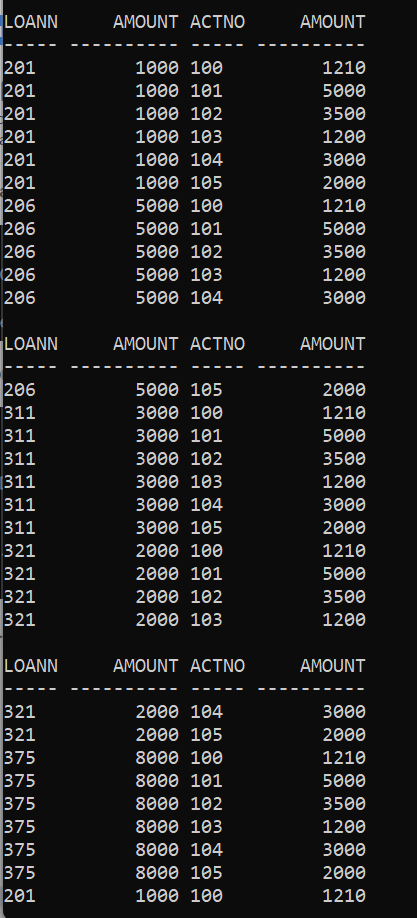 LOANN     AMOUNT ACTNO     AMOUNT
----- ---------- ----- ----------
201         1000 100         1210
201         1000 101         5000
201         1000 102         3500
201         1000 103         1200
201         1000 104         3000
201         1000 105         2000
206         5000 100         1210
206         5000 101         5000
206         5000 102         3500
206         5000 103         1200
206         5000 104         3000

LOANN     AMOUNT ACTNO     AMOUNT
----- ---------- ----- ----------
206         5000 105         2000
311         3000 100         1210
311         3000 101         5000
311         3000 102         3500
311         3000 103         1200
311         3000 104         3000
311         3000 105         2000
321         2000 100         1210
321         2000 101         5000
321         2000 102         3500
321         2000 103         1200

LOANN     AMOUNT ACTNO     AMOUNT
----- ---------- ----- ----------
321         2000 104         3000
321         2000 105         2000
375         8000 100         1210
375         8000 101         5000
375         8000 102         3500
375         8000 103         1200
375         8000 104         3000
375         8000 105         2000
201         1000 100         1210